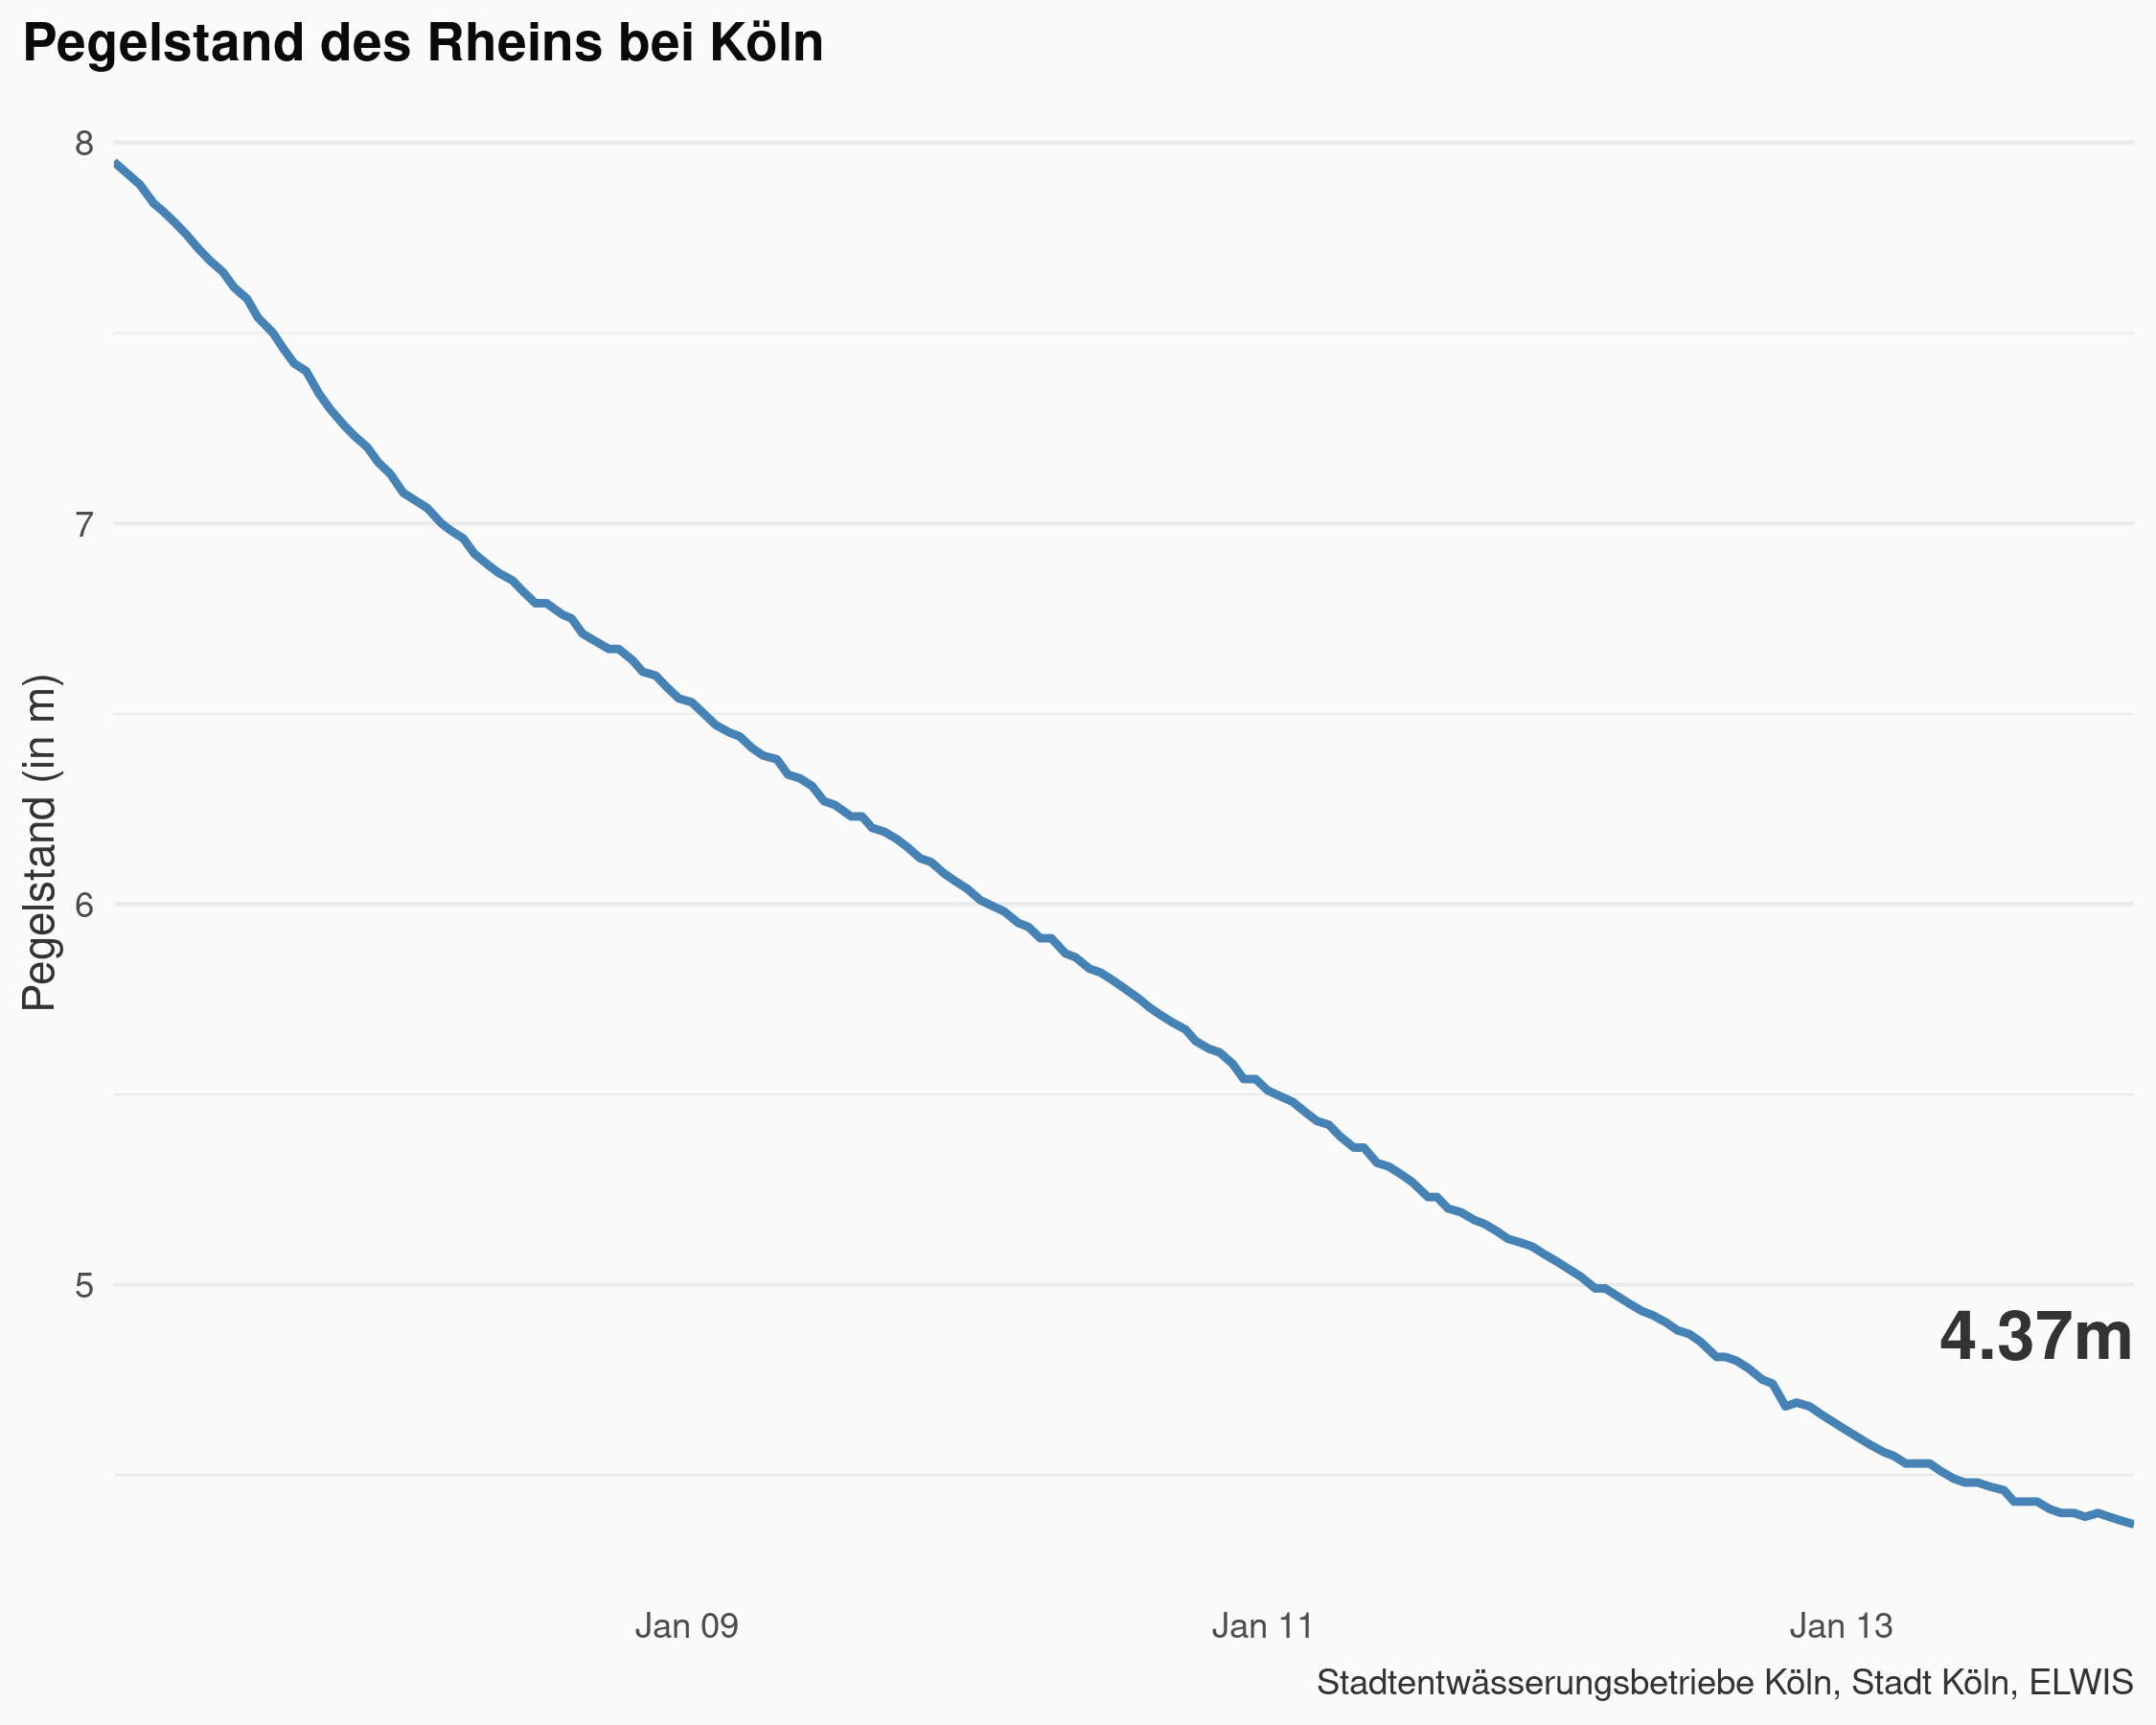 Pegelstand des Rheins bei Köln
Pegelstand (in m)
8
7
6
5
4.37m
Jan 09
Jan 11
Jan 13
Stadtentwässerungsbetriebe Köln, Stadt Köln, ELWIS